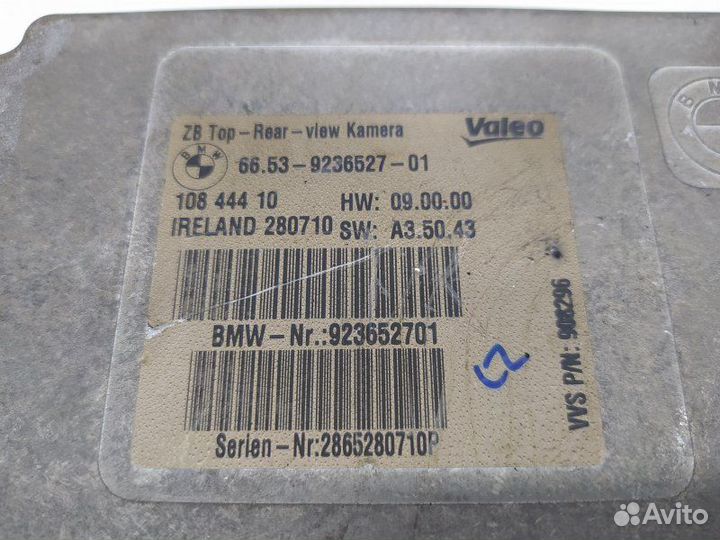 ZB Top-Rear-view Kamera
Valeo
BMW
66.53-9236527-01
108 444 10
HW: 09.00.00
IRELAND 280710
SW: A3.50.43
BMW-Nr.:923652701
Serien-Nr:2865280710P
VVS P/N: 908296
Avito